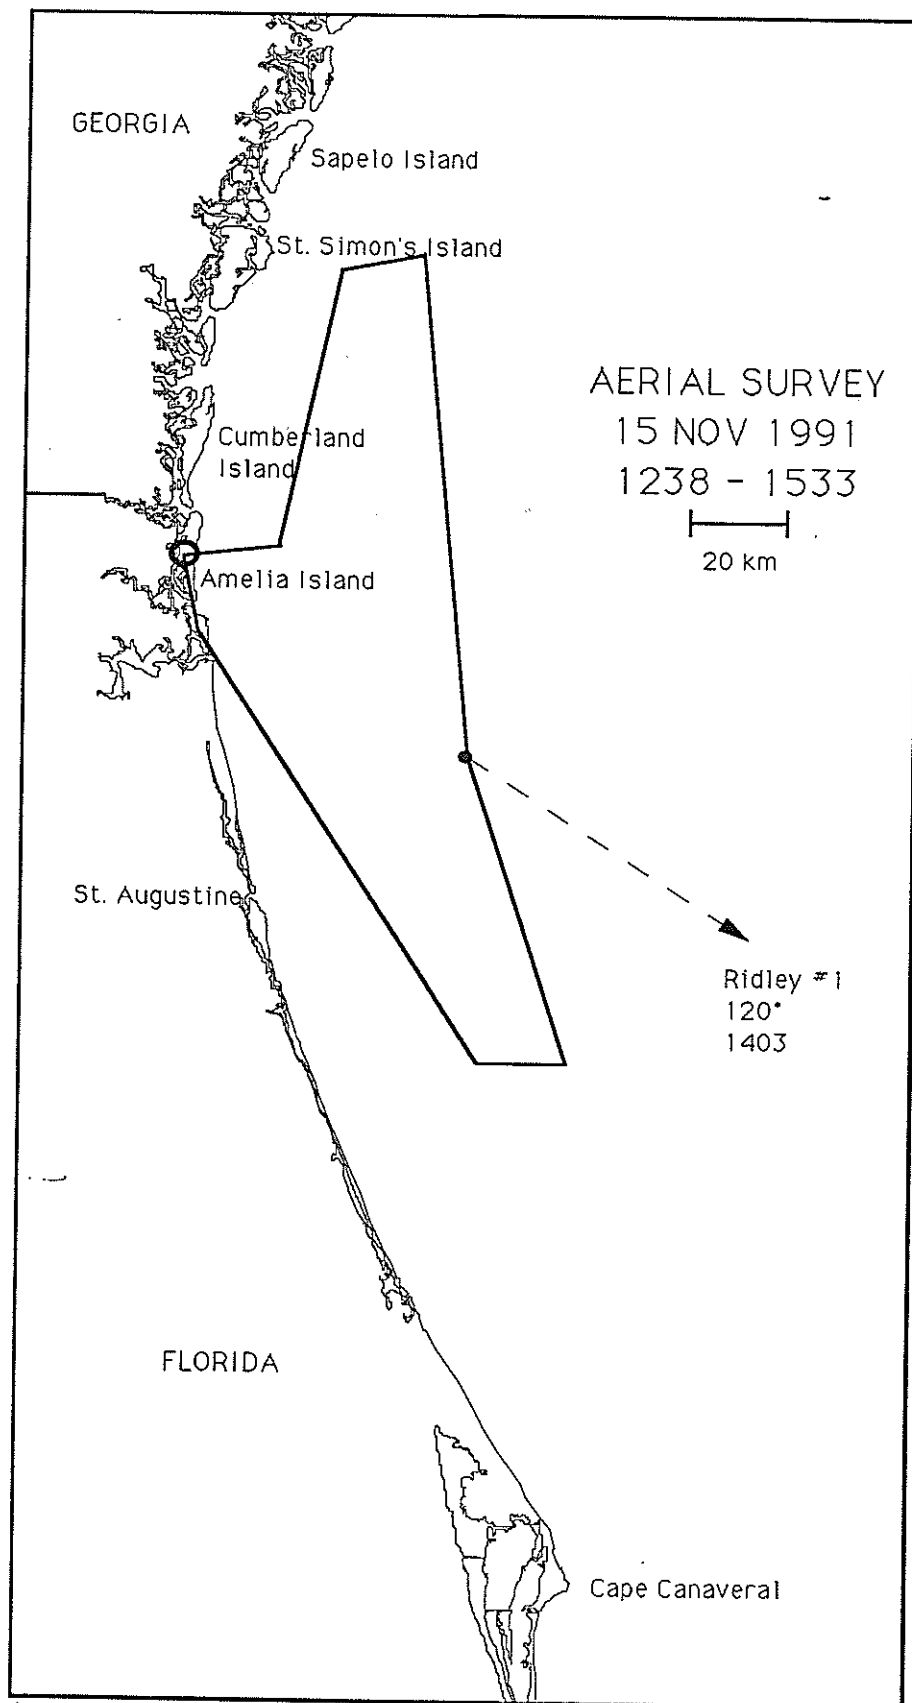 GEORGIA
Sapelo Island
St. Simon's Island
AERIAL SURVEY
15 NOV 1991
1238 - 1533
20 km
Cumberland
Island
Amelia Island
St. Augustine
Ridley #1
120°
1403
FLORIDA
Cape Canaveral